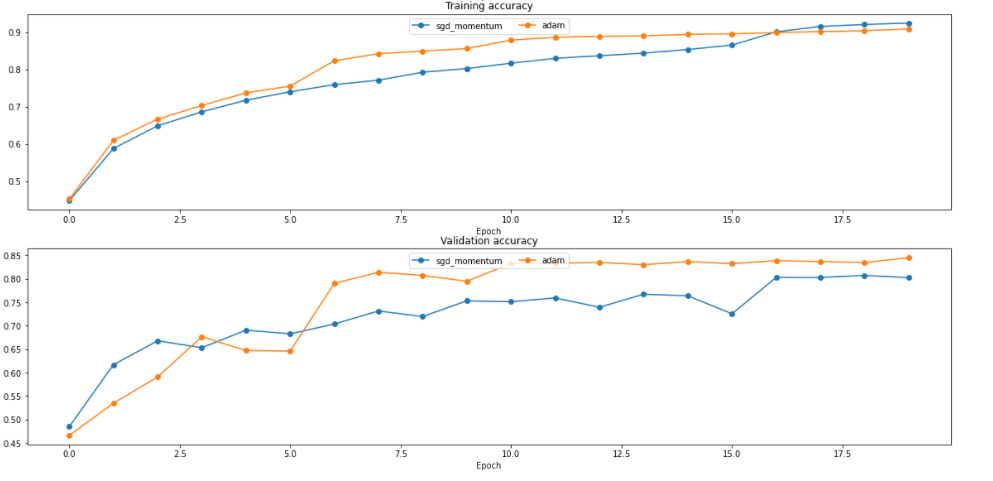 Training accuracy
sgd_momentum adam
0.9
0.8
0.7
0.6
0.5
0.0 2.5 5.0 7.5 10.0 12.5 15.0 17.5
Epoch
Validation accuracy
sgd_momentum adam
0.85
0.80
0.75
0.70
0.65
0.60
0.55
0.50
0.45
0.0 2.5 5.0 7.5 10.0 12.5 15.0 17.5
Epoch